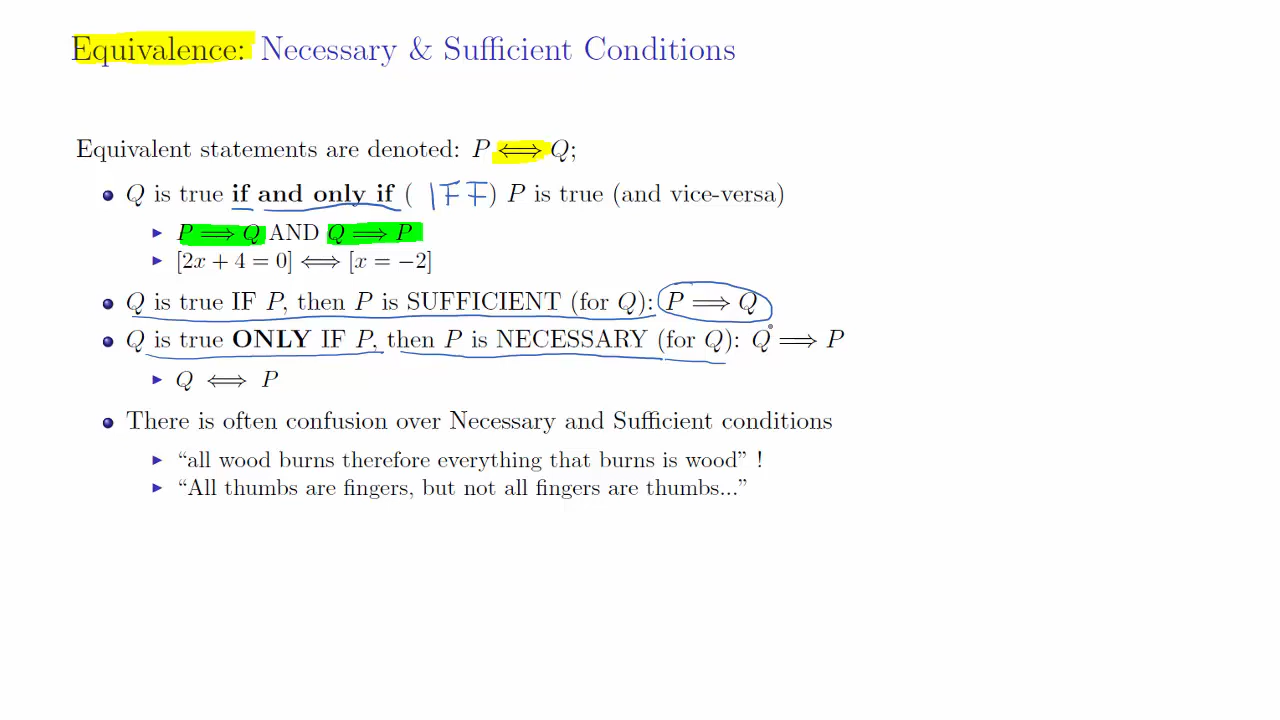 Equivalence: Necessary & Sufficient Conditions
Equivalent statements are denoted: P ⟺ Q;
Q is true if and only if ( IFF) P is true (and vice-versa)
P ⟹ Q AND Q ⟹ P
[2x + 4 = 0] ⟺ [x = −2]
Q is true IF P, then P is SUFFICIENT (for Q): P ⟹ Q
Q is true ONLY IF P, then P is NECESSARY (for Q): Q ⟹ P
Q ⟺ P
There is often confusion over Necessary and Sufficient conditions
“all wood burns therefore everything that burns is wood” !
“All thumbs are fingers, but not all fingers are thumbs...”